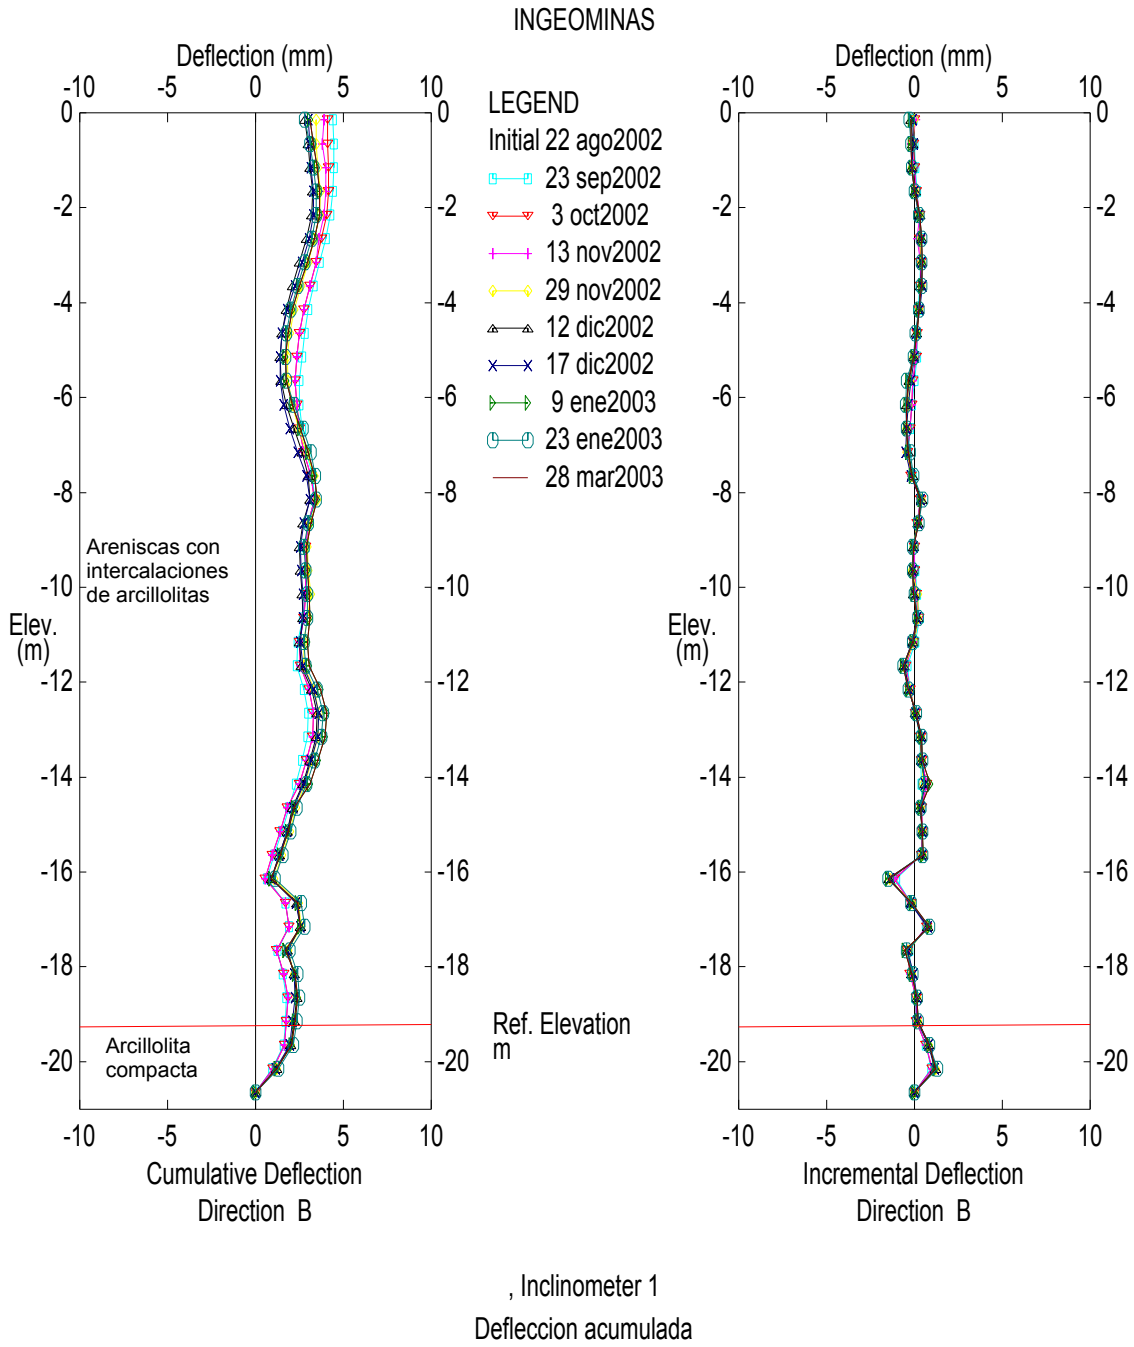 INGEOMINAS
Deflection (mm)
-10 -5 0 5 10
0 0
-2 -2
-4 -4
-6 -6
-8 -8
-10 -10
-12 -12
-14 -14
-16 -16
-18 -18
-20 -20
Elev.
(m)
Areniscas con
intercalaciones
de arcillolitas
Arcillolita
compacta
-10 -5 0 5 10
Cumulative Deflection
Direction B
LEGEND
Initial 22 ago2002
23 sep2002
3 oct2002
13 nov2002
29 nov2002
12 dic2002
17 dic2002
9 ene2003
23 ene2003
28 mar2003
Ref. Elevation
m
Deflection (mm)
-10 -5 0 5 10
0 0
-2 -2
-4 -4
-6 -6
-8 -8
-10 -10
-12 -12
-14 -14
-16 -16
-18 -18
-20 -20
Elev.
(m)
-10 -5 0 5 10
Incremental Deflection
Direction B
, Inclinometer 1
Defleccion acumulada